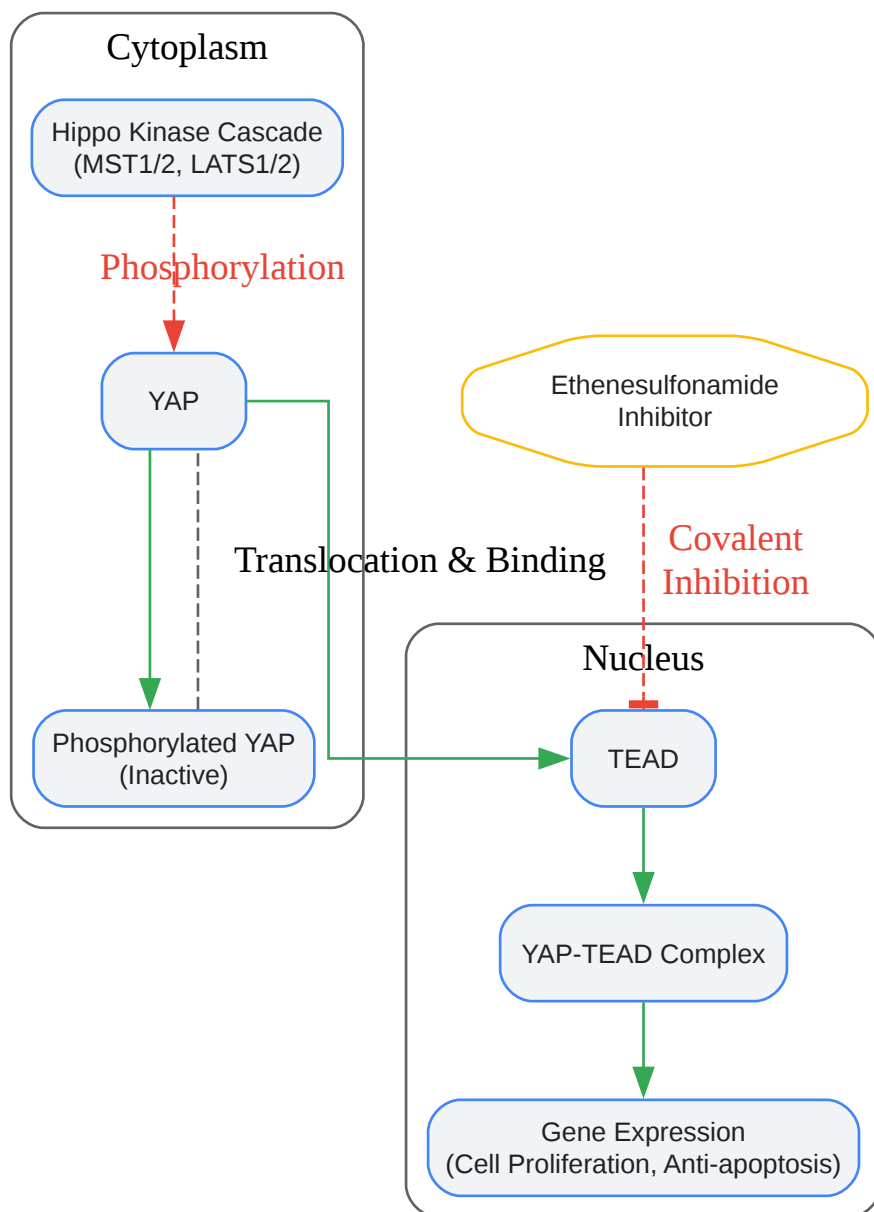 Cytoplasm
Hippo Kinase Cascade
(MST1/2, LATS1/2)
Phosphorylation
YAP
Ethenesulfonamide
Inhibitor
Translocation & Binding
Covalent
Inhibition
Nucleus
Phosphorylated YAP
(Inactive)
TEAD
YAP-TEAD Complex
Gene Expression
(Cell Proliferation, Anti-apoptosis)